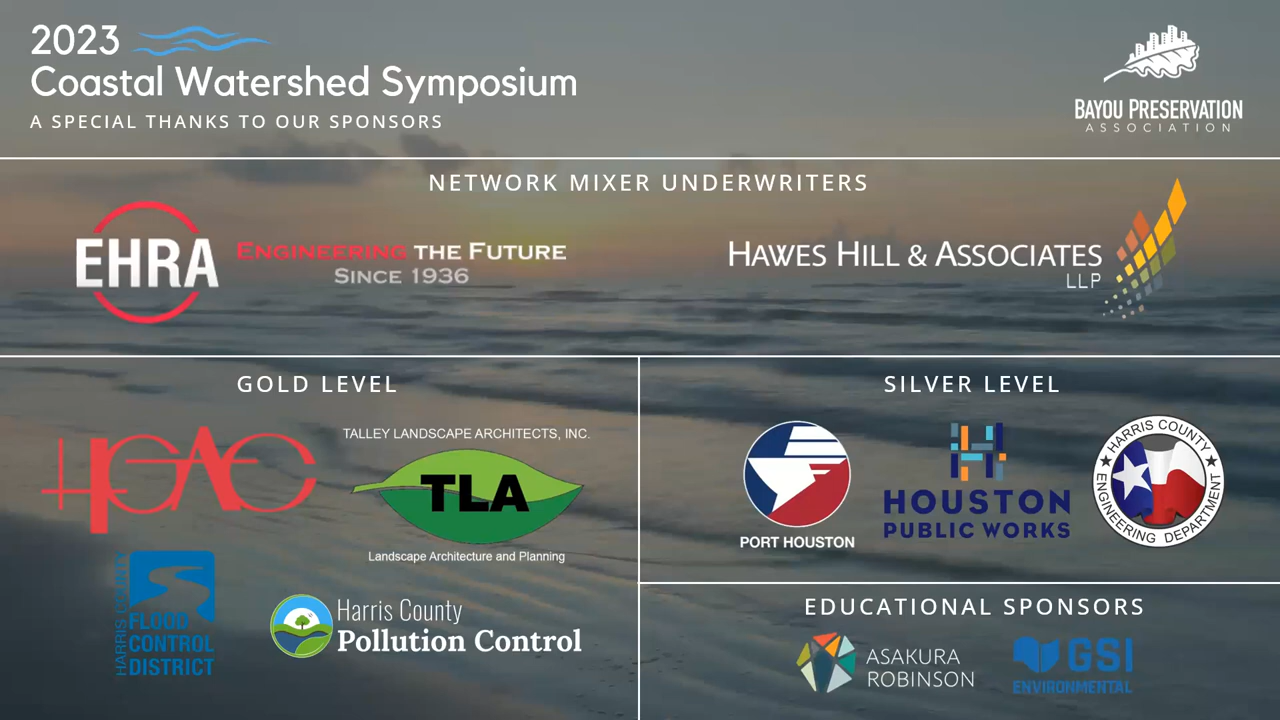 2023
Coastal Watershed Symposium
A SPECIAL THANKS TO OUR SPONSORS
BAYOU PRESERVATION
ASSOCIATION
NETWORK MIXER UNDERWRITERS
EHRA
ENGINEERING THE FUTURE
SINCE 1936
HAWES HILL & ASSOCIATES
LLP
GOLD LEVEL
HGAC
TALLEY LANDSCAPE ARCHITECTS, INC.
TLA
Landscape Architecture and Planning
HARRIS COUNTY
FLOOD
CONTROL
DISTRICT
Harris County
Pollution Control
SILVER LEVEL
PORT HOUSTON
HOUSTON
PUBLIC WORKS
HARRIS COUNTY
ENGINEERING DEPARTMENT
EDUCATIONAL SPONSORS
ASAKURA
ROBINSON
GSI
ENVIRONMENTAL